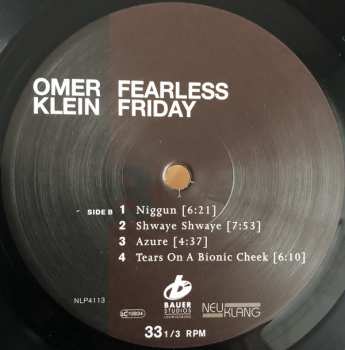 OMER FEARLESS
KLEIN FRIDAY
SIDE B 1 Niggun [6:21]
2 Shwaye Shwaye [7:53]
3 Azure [4:37]
4 Tears On A Bionic Cheek [6:10]
NLP4113
BAUER
STUDIOS
NEU
KLANG
33 1/3 RPM